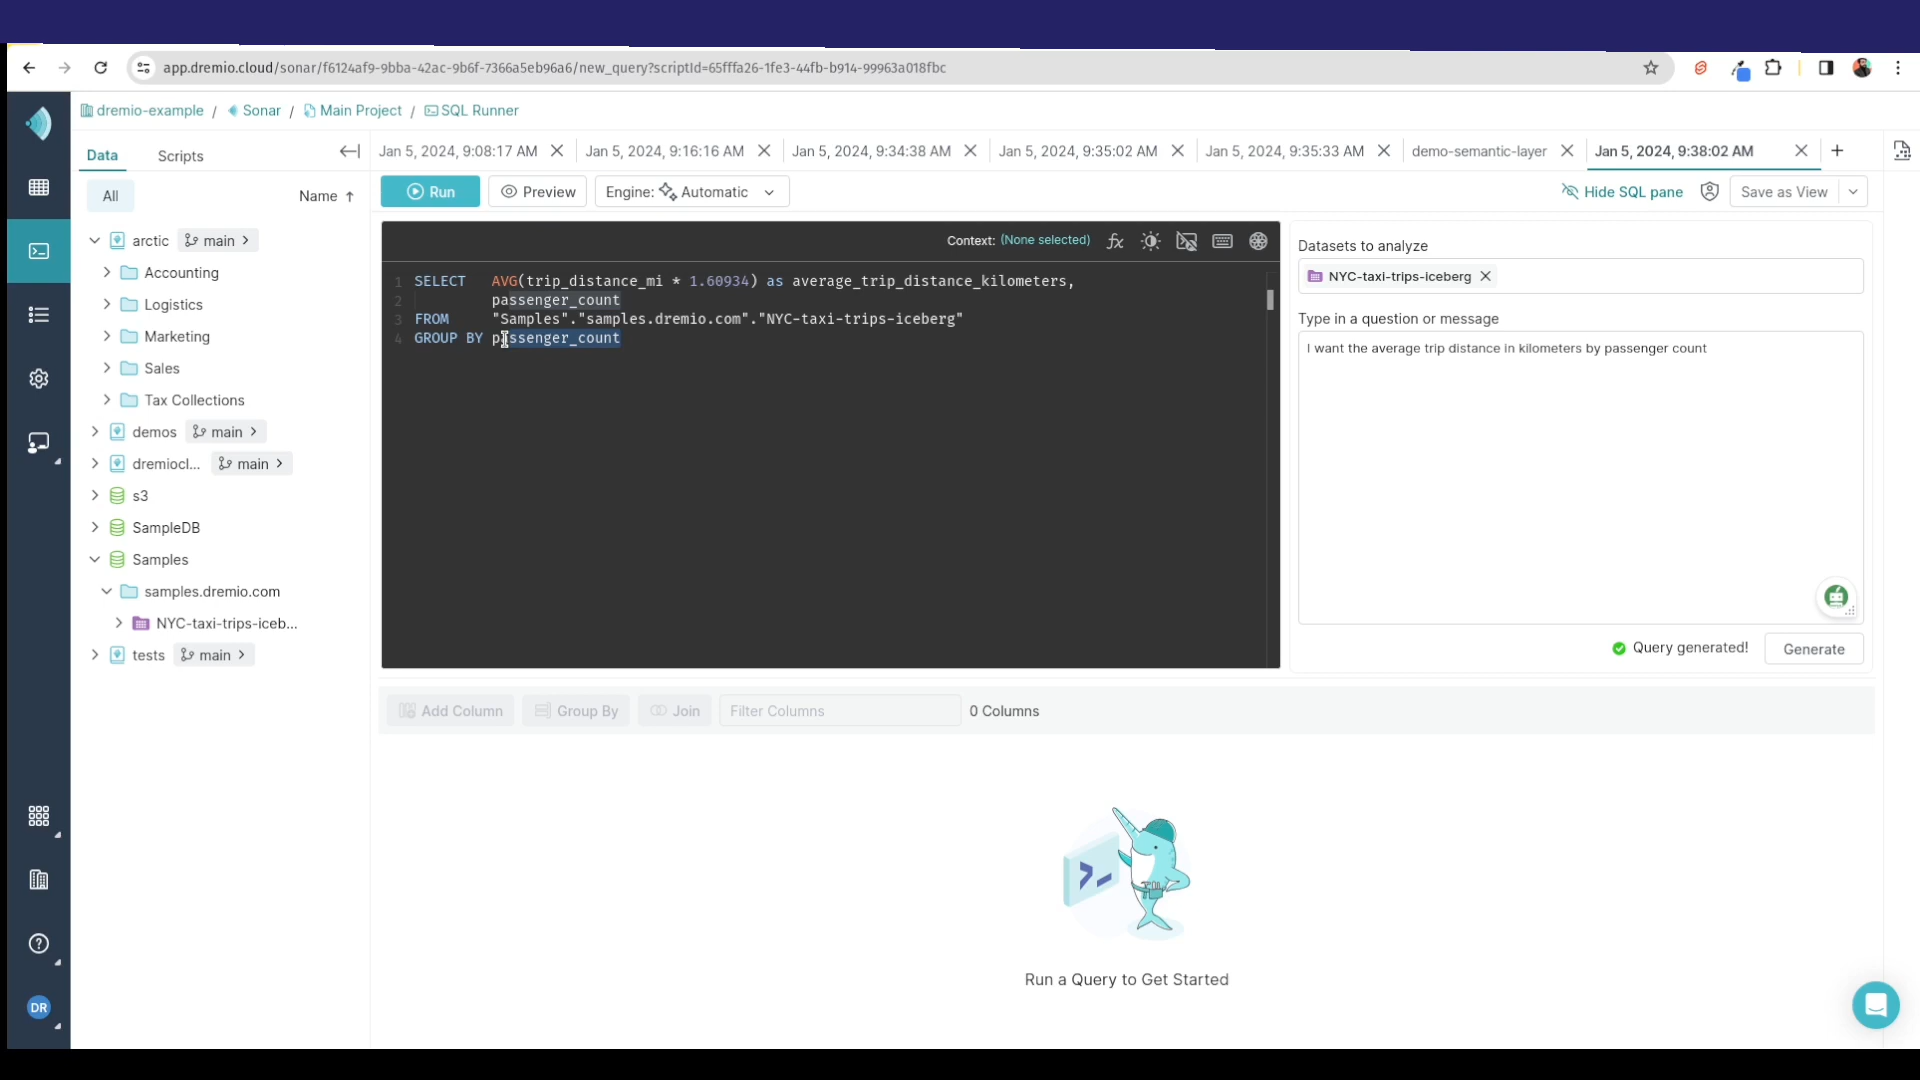 app.dremio.cloud/sonar/f6124af9-9bba-42ac-9b6f-7366a5eb96a6/new_query?scriptId=65fffa26-1fe3-44fb-b914-99963a018fbc
dremio-example / Sonar / Main Project / SQL Runner
Data Scripts
Jan 5, 2024, 9:08:17 AM Jan 5, 2024, 9:16:16 AM Jan 5, 2024, 9:34:38 AM Jan 5, 2024, 9:35:02 AM Jan 5, 2024, 9:35:33 AM demo-semantic-layer Jan 5, 2024, 9:38:02 AM
All Name
Run Preview Engine: Automatic Hide SQL pane Save as View
arctic main
Accounting
Logistics
Marketing
Sales
Tax Collections
demos main
dremiocl... main
s3
SampleDB
Samples
samples.dremio.com
NYC-taxi-trips-iceb...
tests main
DR
Context: (None selected) fx
1 SELECT AVG(trip_distance_mi * 1.60934) as average_trip_distance_kilometers,
2 passenger_count
3 FROM "Samples"."samples.dremio.com"."NYC-taxi-trips-iceberg"
4 GROUP BY passenger_count
Datasets to analyze
NYC-taxi-trips-iceberg
Type in a question or message
I want the average trip distance in kilometers by passenger count
Query generated! Generate
Add Column Group By Join Filter Columns 0 Columns
Run a Query to Get Started